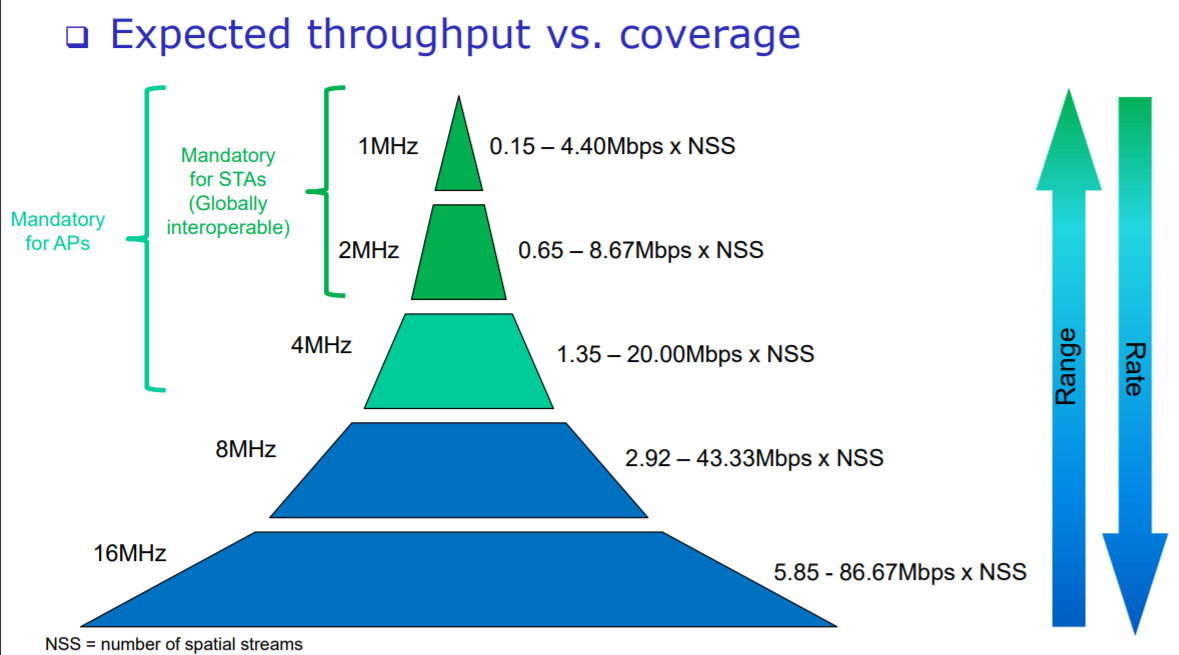 ❑ Expected throughput vs. coverage
1MHz
0.15 – 4.40Mbps x NSS
Mandatory
for STAs
(Globally
interoperable)
Mandatory
for APs
2MHz
0.65 – 8.67Mbps x NSS
4MHz
1.35 – 20.00Mbps x NSS
8MHz
2.92 – 43.33Mbps x NSS
16MHz
5.85 - 86.67Mbps x NSS
Range
Rate
NSS = number of spatial streams